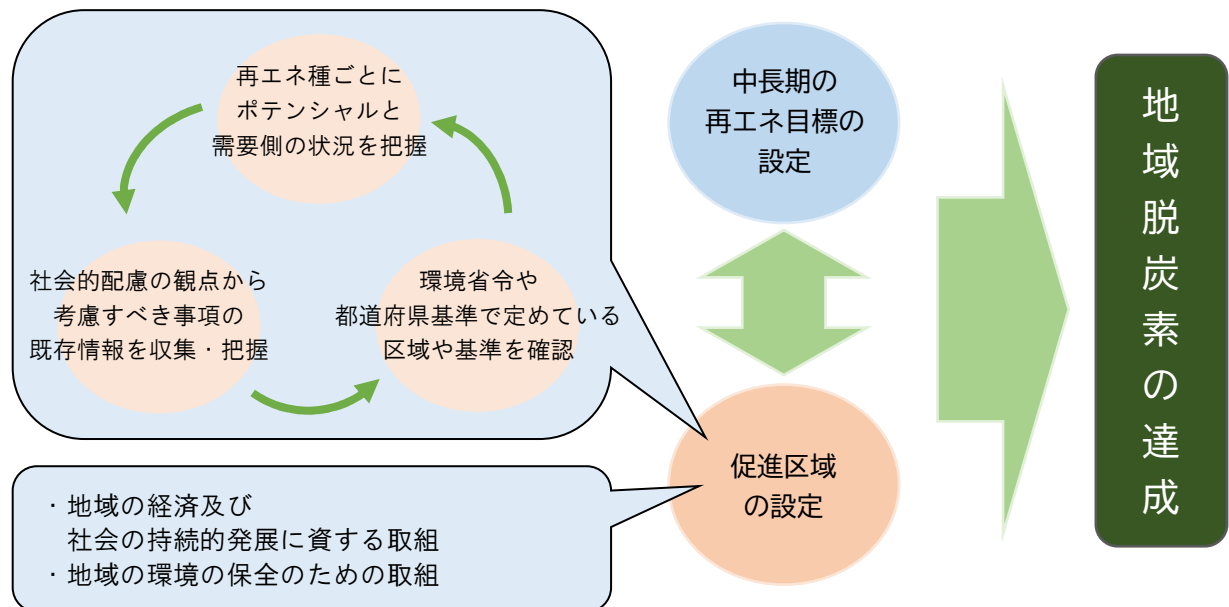 再エネ種ごとに
ポテンシャルと
需要側の状況を把握
社会的配慮の観点から
考慮すべき事項の
既存情報を収集・把握
環境省令や
都道府県基準で定めている
区域や基準を確認
・地域の経済及び
社会の持続的発展に資する取組
・地域の環境の保全のための取組
中長期の
再エネ目標の
設定
促進区域
の設定
地域脱炭素の達成